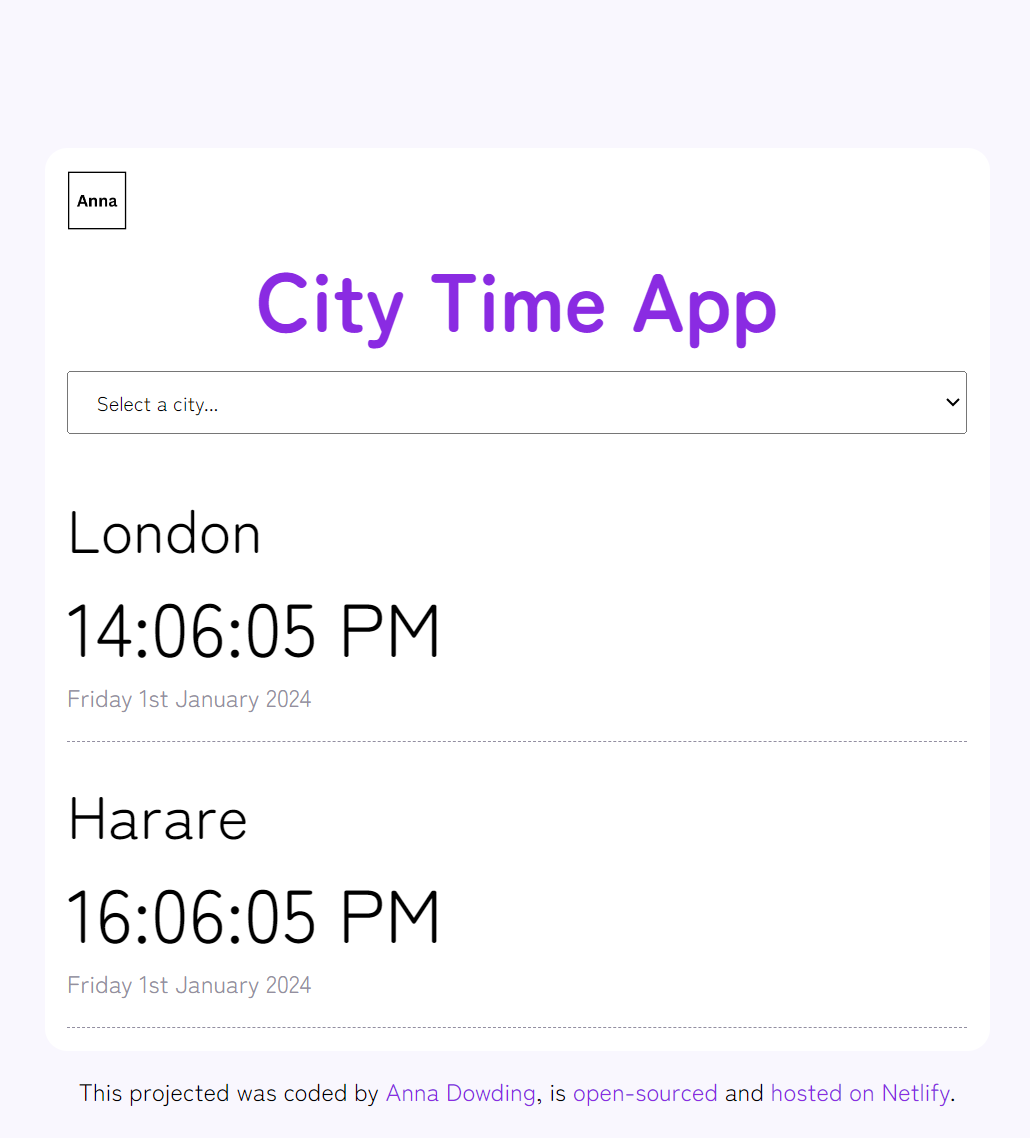 Anna
City Time App
Select a city...
London
14:06:05 PM
Friday 1st January 2024
Harare
16:06:05 PM
Friday 1st January 2024
This projected was coded by Anna Dowding, is open-sourced and hosted on Netlify.